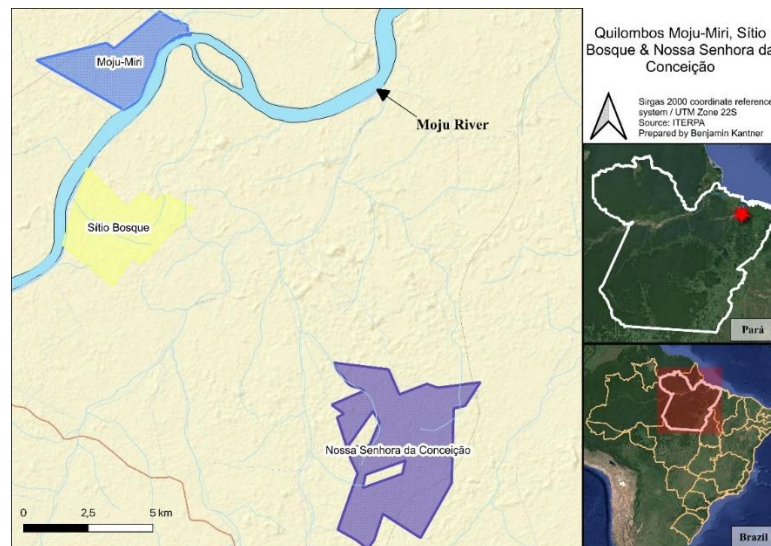 Quilombos Moju-Miri, Sítio
Bosque & Nossa Senhora da
Conceição
Sirgas 2000 coordinate reference
system / UTM Zone 22S
Source: ITERPA
Prepared by Benjamin Kantner
Moju-Miri
Moju River
Sítio Bosque
Nossa Senhora da Conceição
0 2,5 5 km
Pará
Brazil